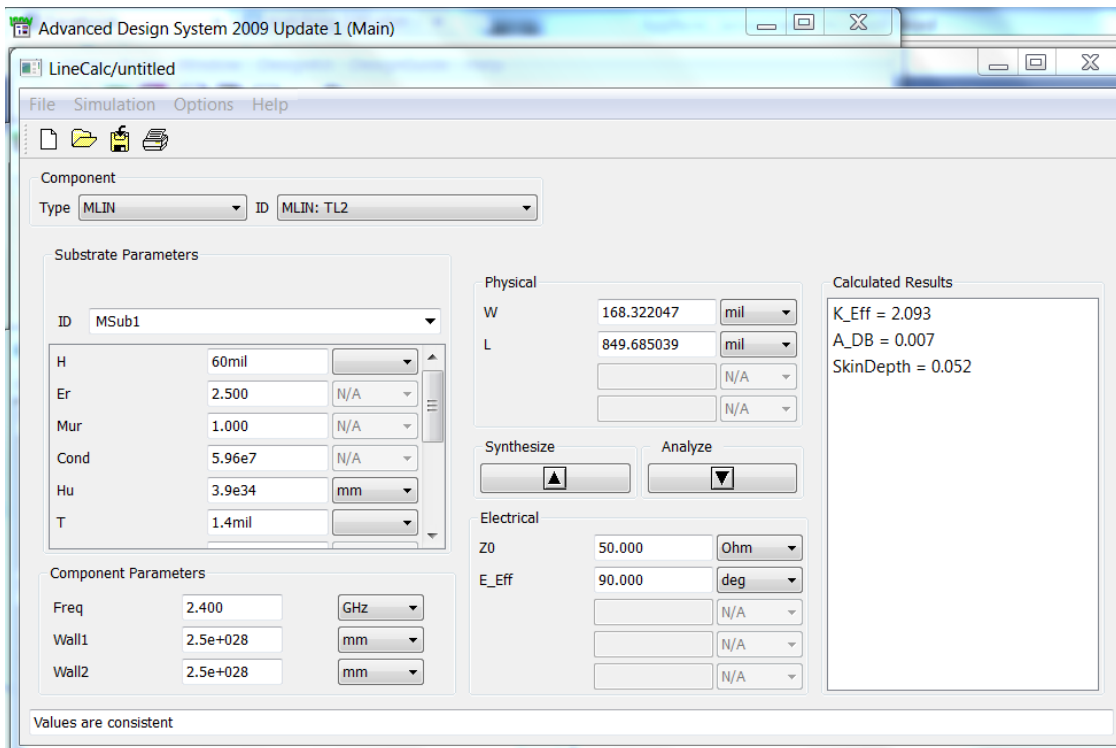 Advanced Design System 2009 Update 1 (Main)
LineCalc/untitled
File Simulation Options Help
Component
Type MLIN ID MLIN: TL2
Substrate Parameters
ID MSub1
H 60mil
Er 2.500 N/A
Mur 1.000 N/A
Cond 5.96e7 N/A
Hu 3.9e34 mm
T 1.4mil
Component Parameters
Freq 2.400 GHz
Wall1 2.5e+028 mm
Wall2 2.5e+028 mm
Physical
W 168.322047 mil
L 849.685039 mil
N/A
N/A
Synthesize Analyze
Electrical
Z0 50.000 Ohm
E_Eff 90.000 deg
N/A
N/A
N/A
Calculated Results
K_Eff = 2.093
A_DB = 0.007
SkinDepth = 0.052
Values are consistent